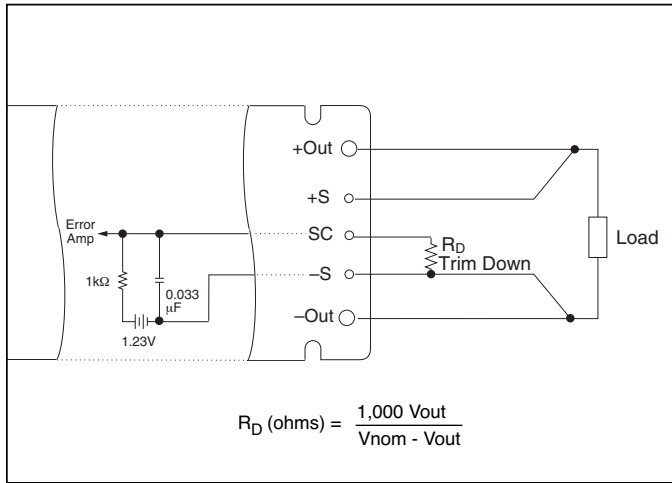 +Out
+S
Error
Amp
SC
RD
Load
Trim Down
1kΩ
0.033
µF
–S
1.23V
–Out
RD (ohms) = 1,000 Vout
Vnom - Vout